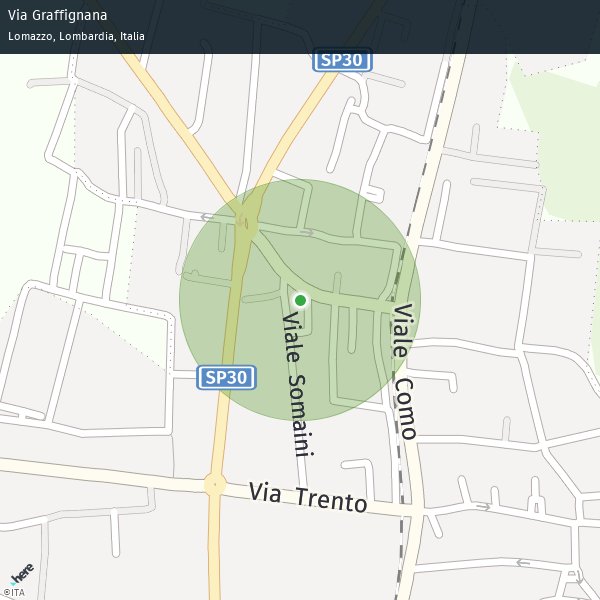 Via Graffignana
Lomazzo, Lombardia, Italia
SP30
Viale Somaini
Viale Como
SP30
Via Trento
here
©ITA